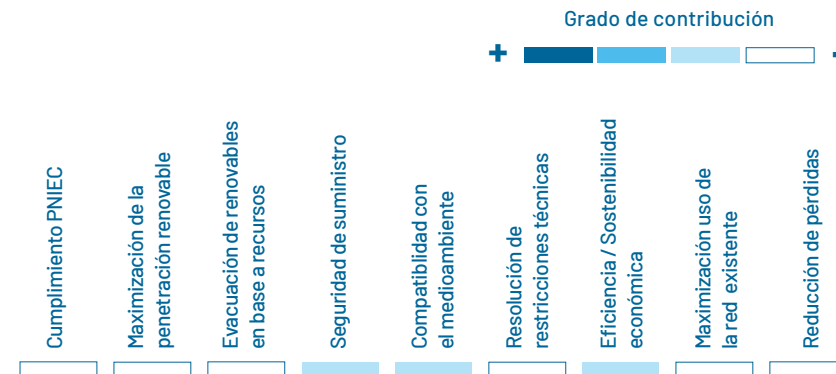 Grado de contribución
+
-
Cumplimiento PNIEC
Maximización de la
penetración renovable
Evacuación de renovables
en base a recursos
Seguridad de suministro
Compatiblidad con
el medioambiente
Resolución de
restricciones técnicas
Eficiencia / Sostenibilidad
económica
Maximización uso de
la red existente
Reducción de pérdidas